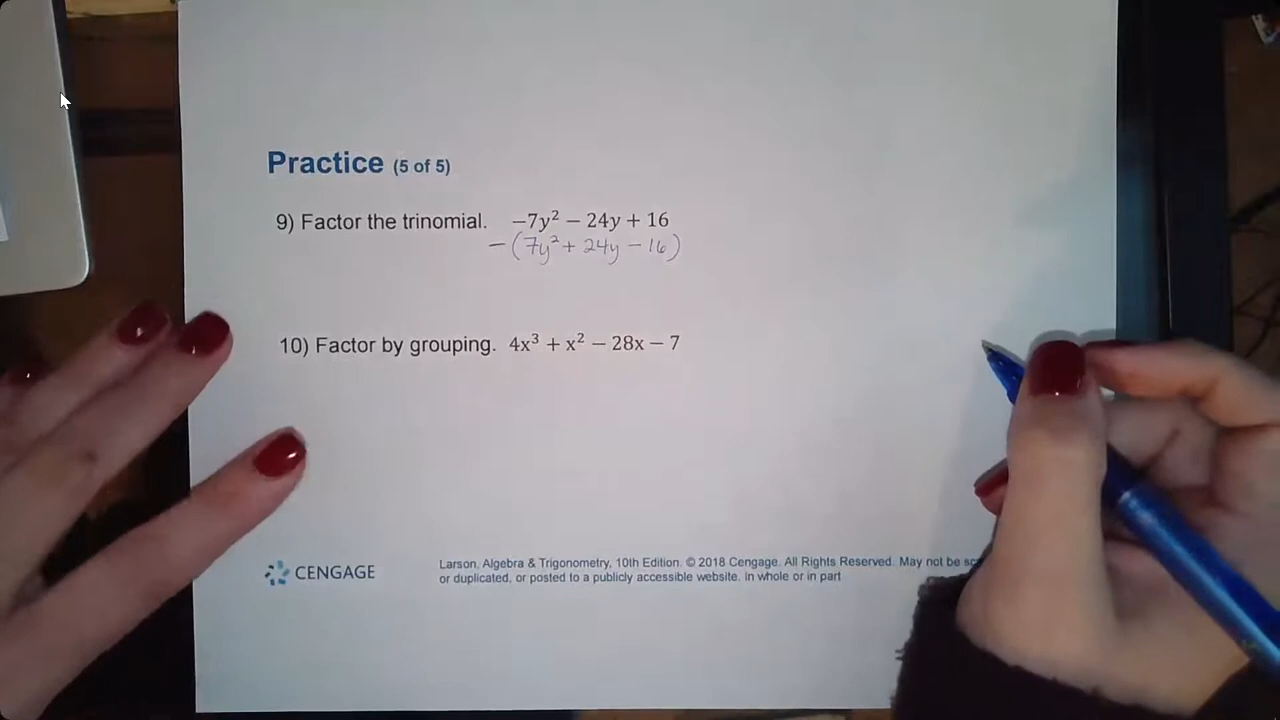 Practice (5 of 5)
9) Factor the trinomial. −7y² − 24y + 16
−(7y² + 24y − 16)
10) Factor by grouping. 4x³ + x² − 28x − 7
CENGAGE
Larson, Algebra & Trigonometry, 10th Edition. © 2018 Cengage. All Rights Reserved. May not be
or duplicated, or posted to a publicly accessible website. in whole or in part